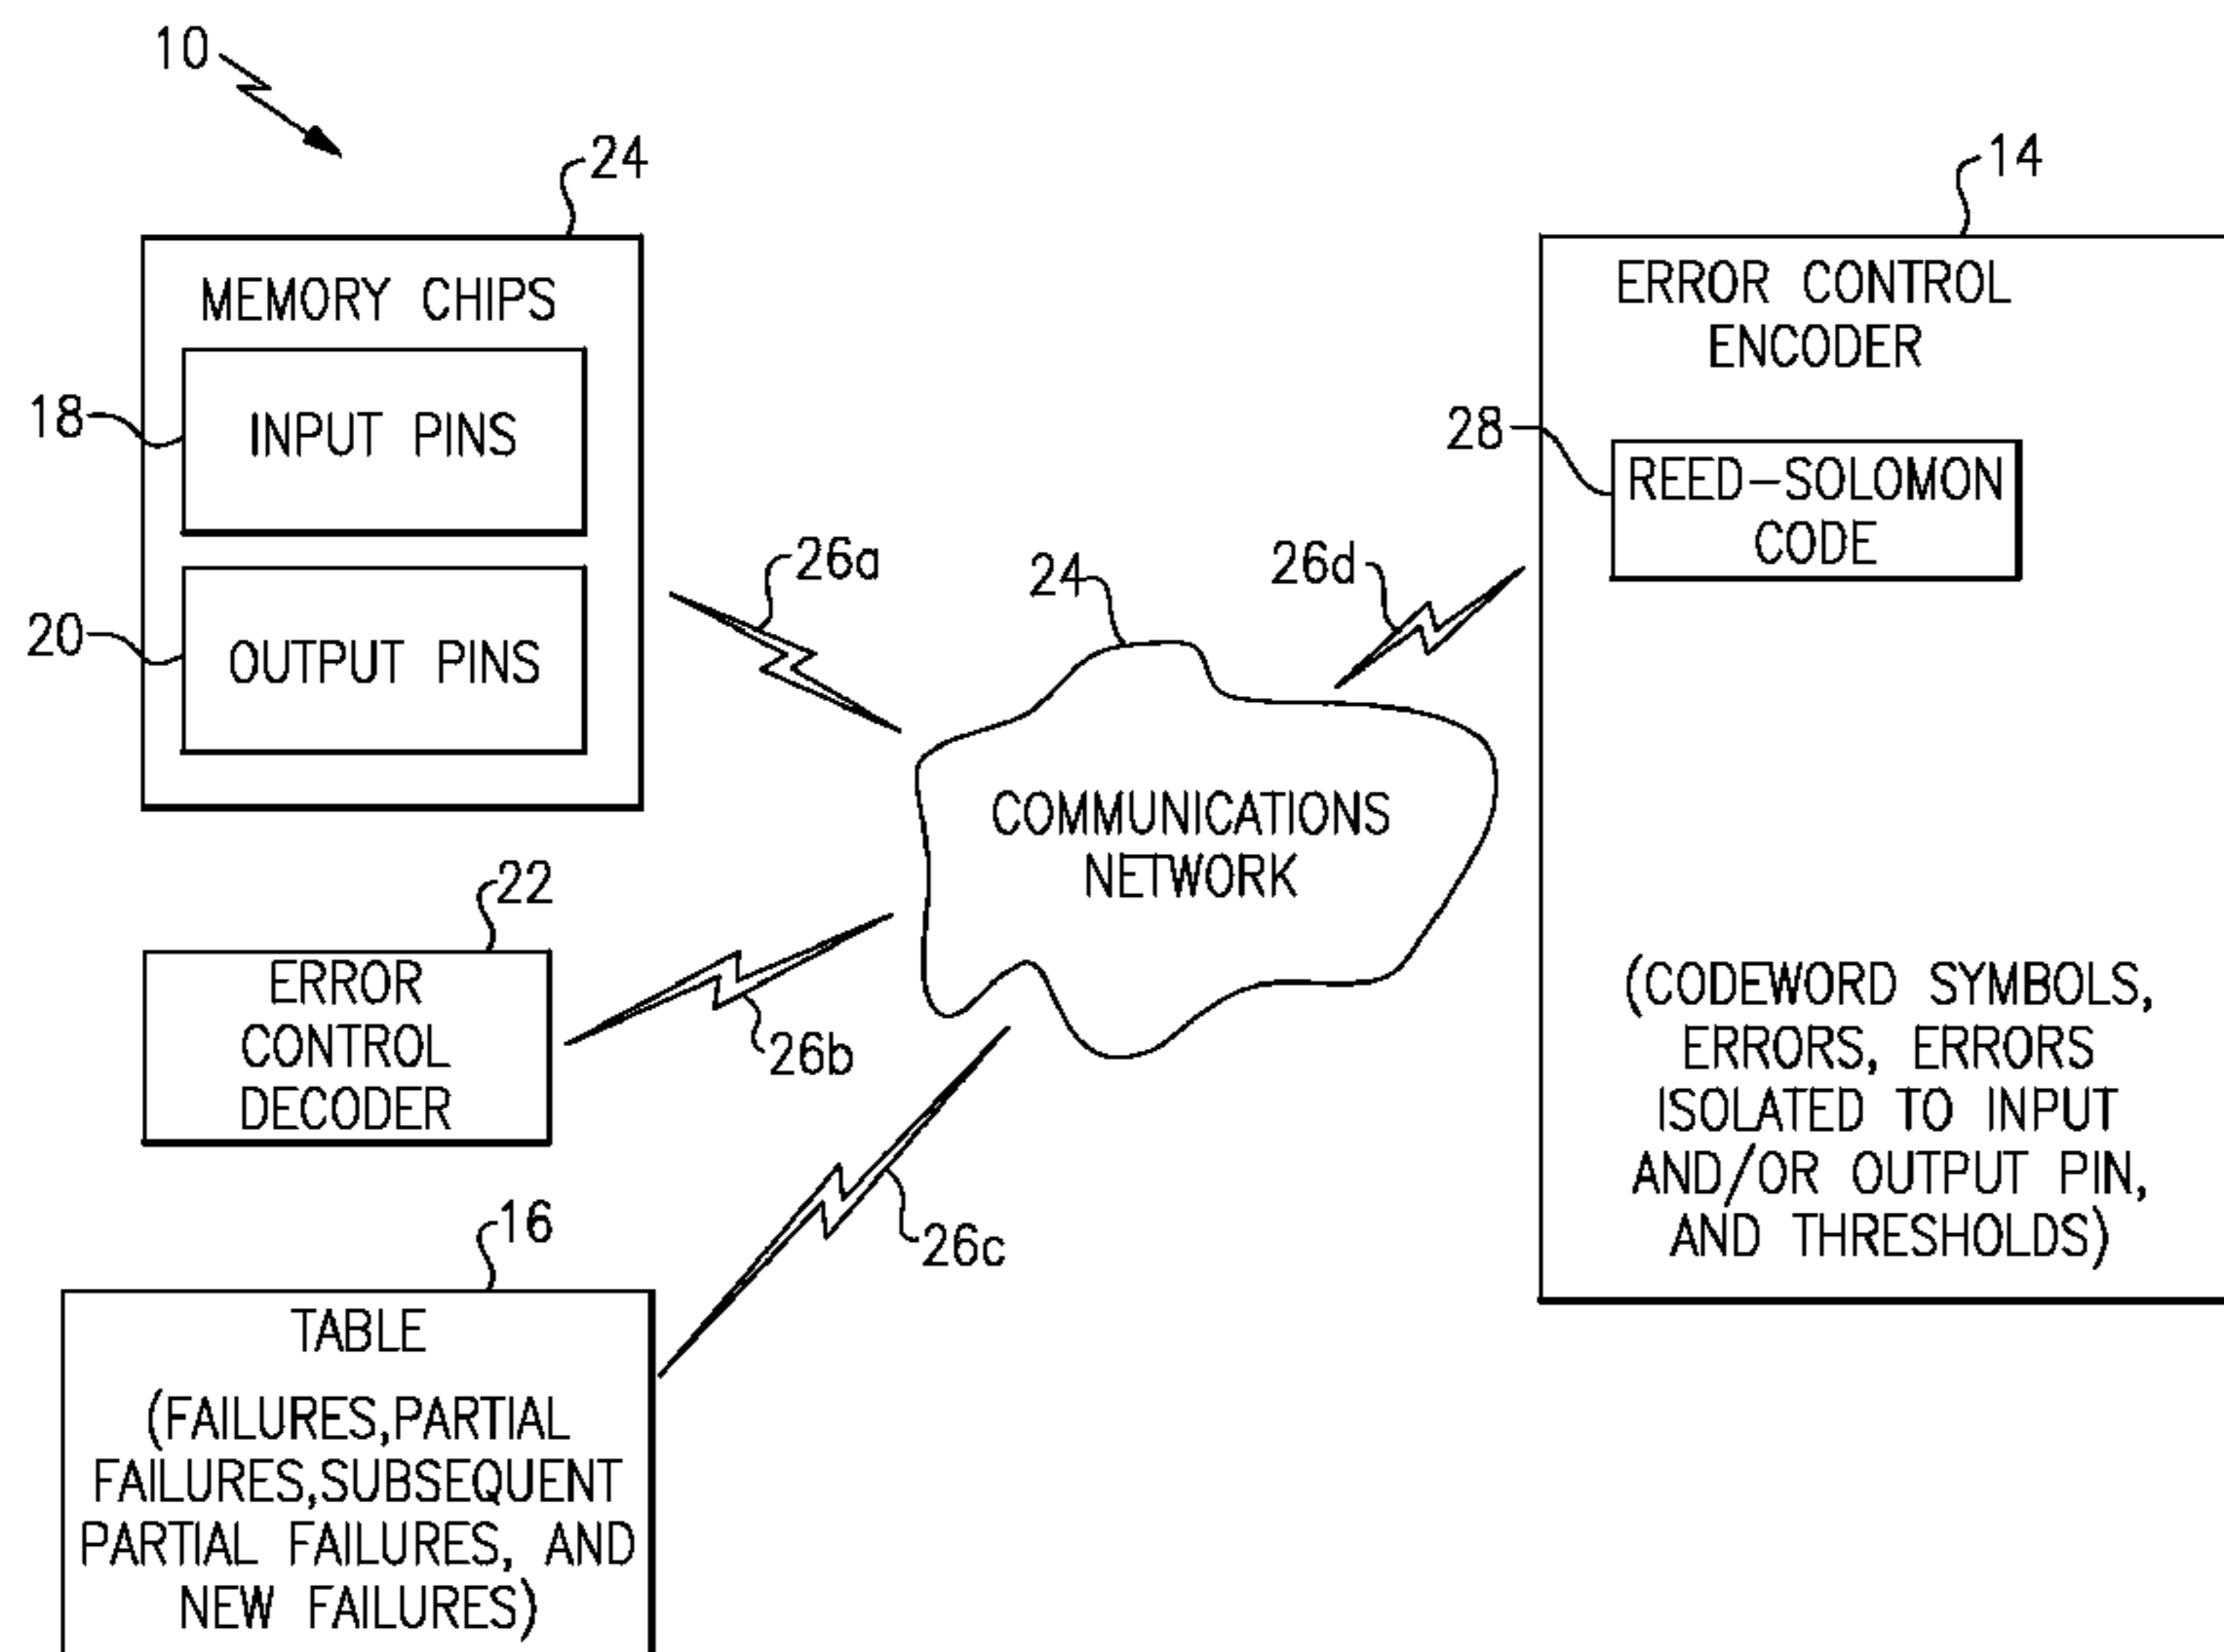 10
24
MEMORY CHIPS
18
INPUT PINS
20
OUTPUT PINS
26a
24
COMMUNICATIONS
NETWORK
26d
14
ERROR CONTROL
ENCODER
28
REED-SOLOMON
CODE
(CODEWORD SYMBOLS,
ERRORS, ERRORS
ISOLATED TO INPUT
AND/OR OUTPUT PIN,
AND THRESHOLDS)
22
ERROR
CONTROL
DECODER
26b
16
TABLE
(FAILURES,PARTIAL
FAILURES,SUBSEQUENT
PARTIAL FAILURES, AND
NEW FAILURES)
26c